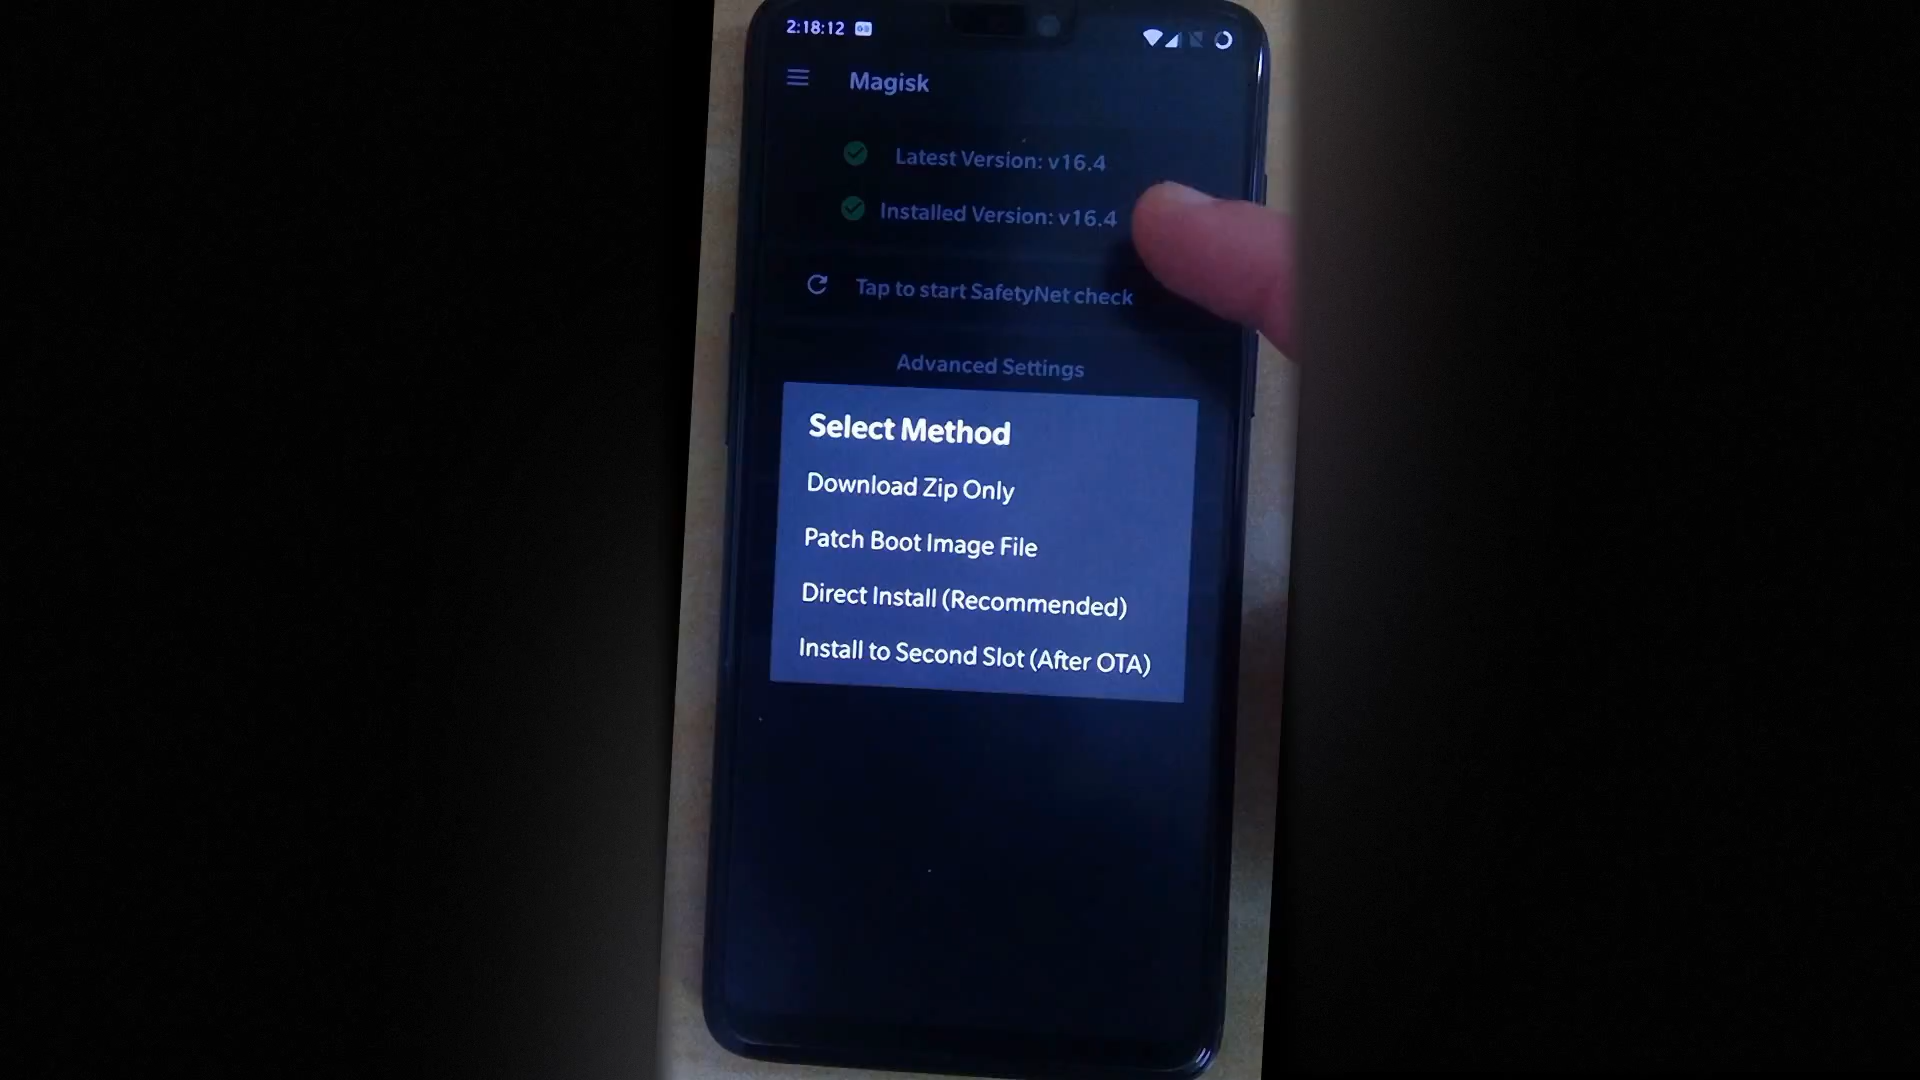 2:18:12
Magisk
Latest Version: v16.4
Installed Version: v16.4
Tap to start SafetyNet check
Advanced Settings
Select Method
Download Zip Only
Patch Boot Image File
Direct Install (Recommended)
Install to Second Slot (After OTA)